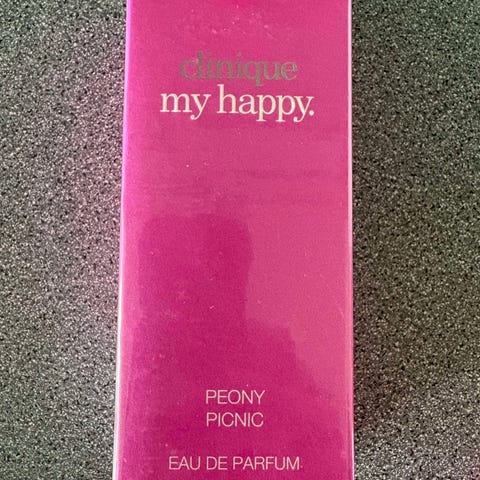 clinique
my happy.
PEONY
PICNIC
EAU DE PARFUM